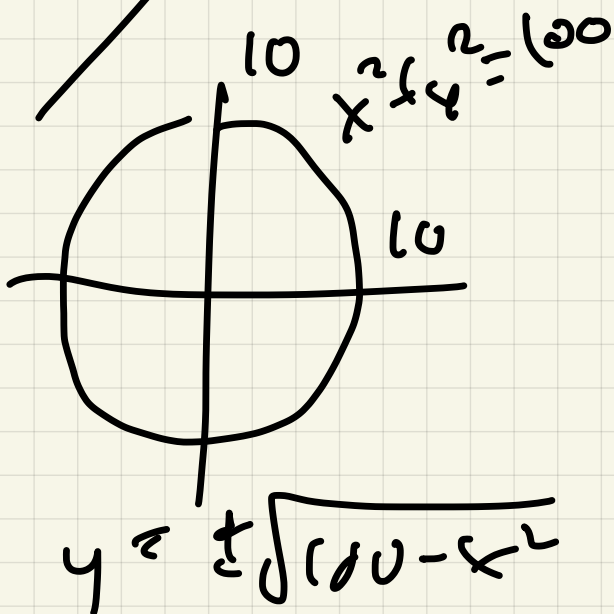 10
x²+y²=100
10
y = ±√100-x²